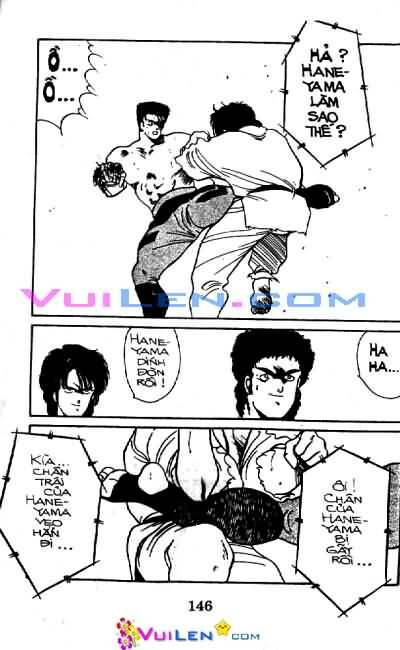 Ồ...
Ồ...
HẢ ?
HANE-
YAMA
LÀM
SAO
THẾ ?
VUILEN.COM
HANE-
YAMA
DÍNH
ĐÒN
RỒI !
HA
HA...
KÌA...
CHÂN
TRÁI
CỦA
HANE-
YAMA
VẸO
HẲN
ĐI ...
ÔI !
CHÂN
CỦA
HANE-
YAMA
BỊ
GÃY
RỒI ...
146
VUILEN.COM